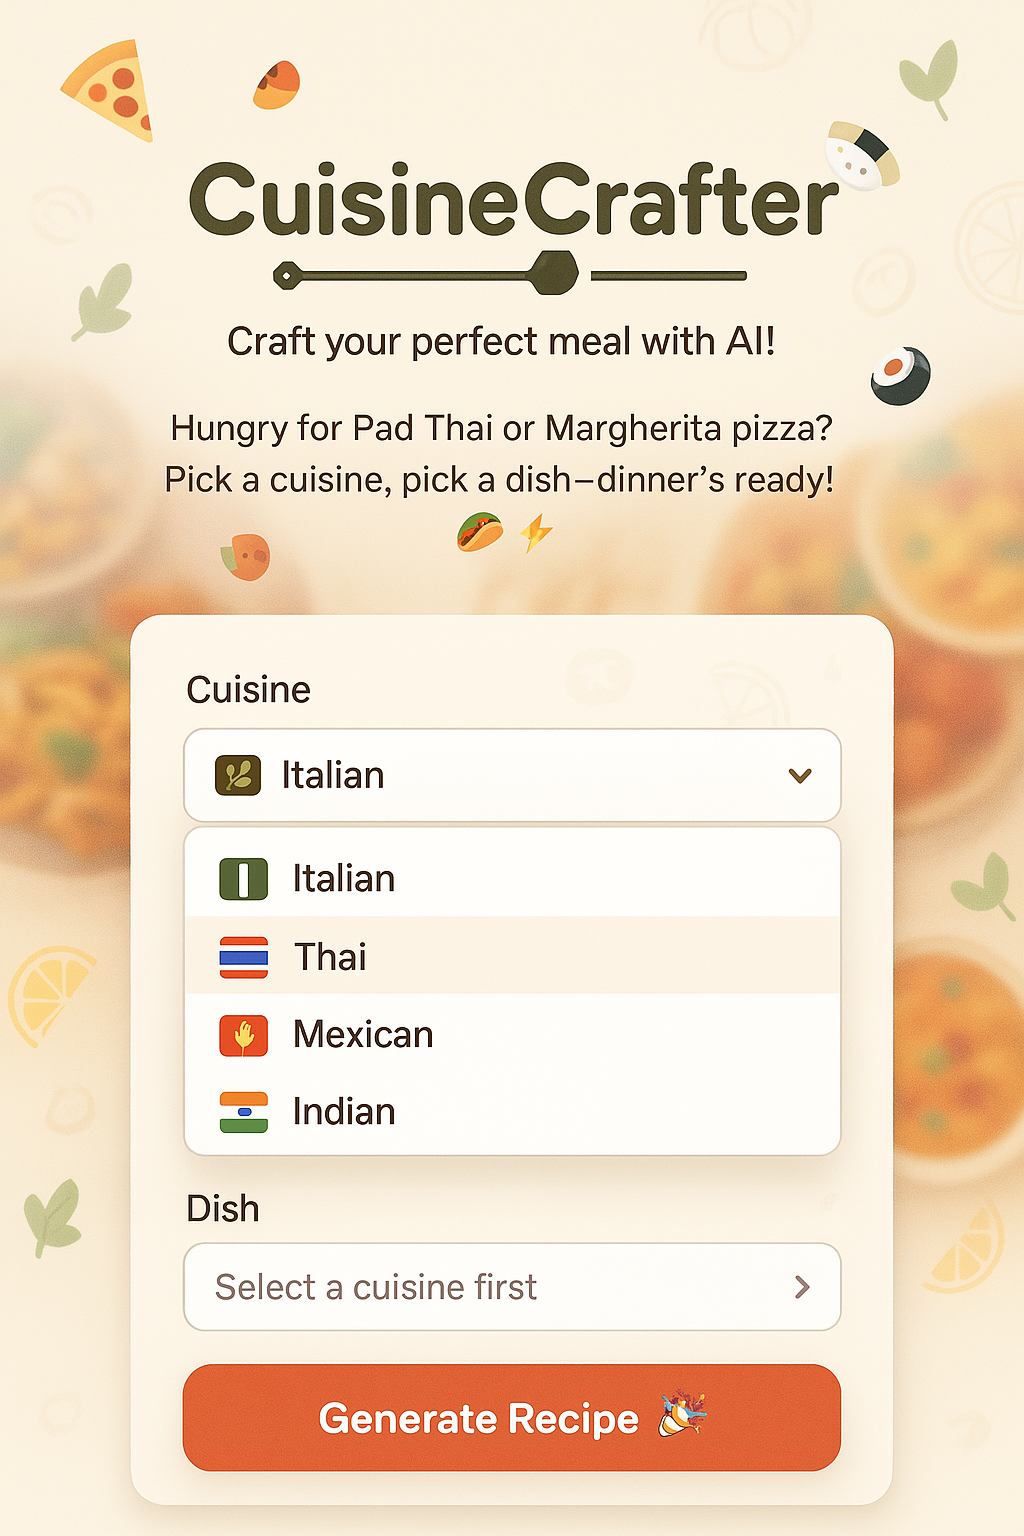 CuisineCrafter
Craft your perfect meal with AI!
Hungry for Pad Thai or Margherita pizza?
Pick a cuisine, pick a dish–dinner’s ready!
Cuisine
Italian
Italian
Thai
Mexican
Indian
Dish
Select a cuisine first
Generate Recipe